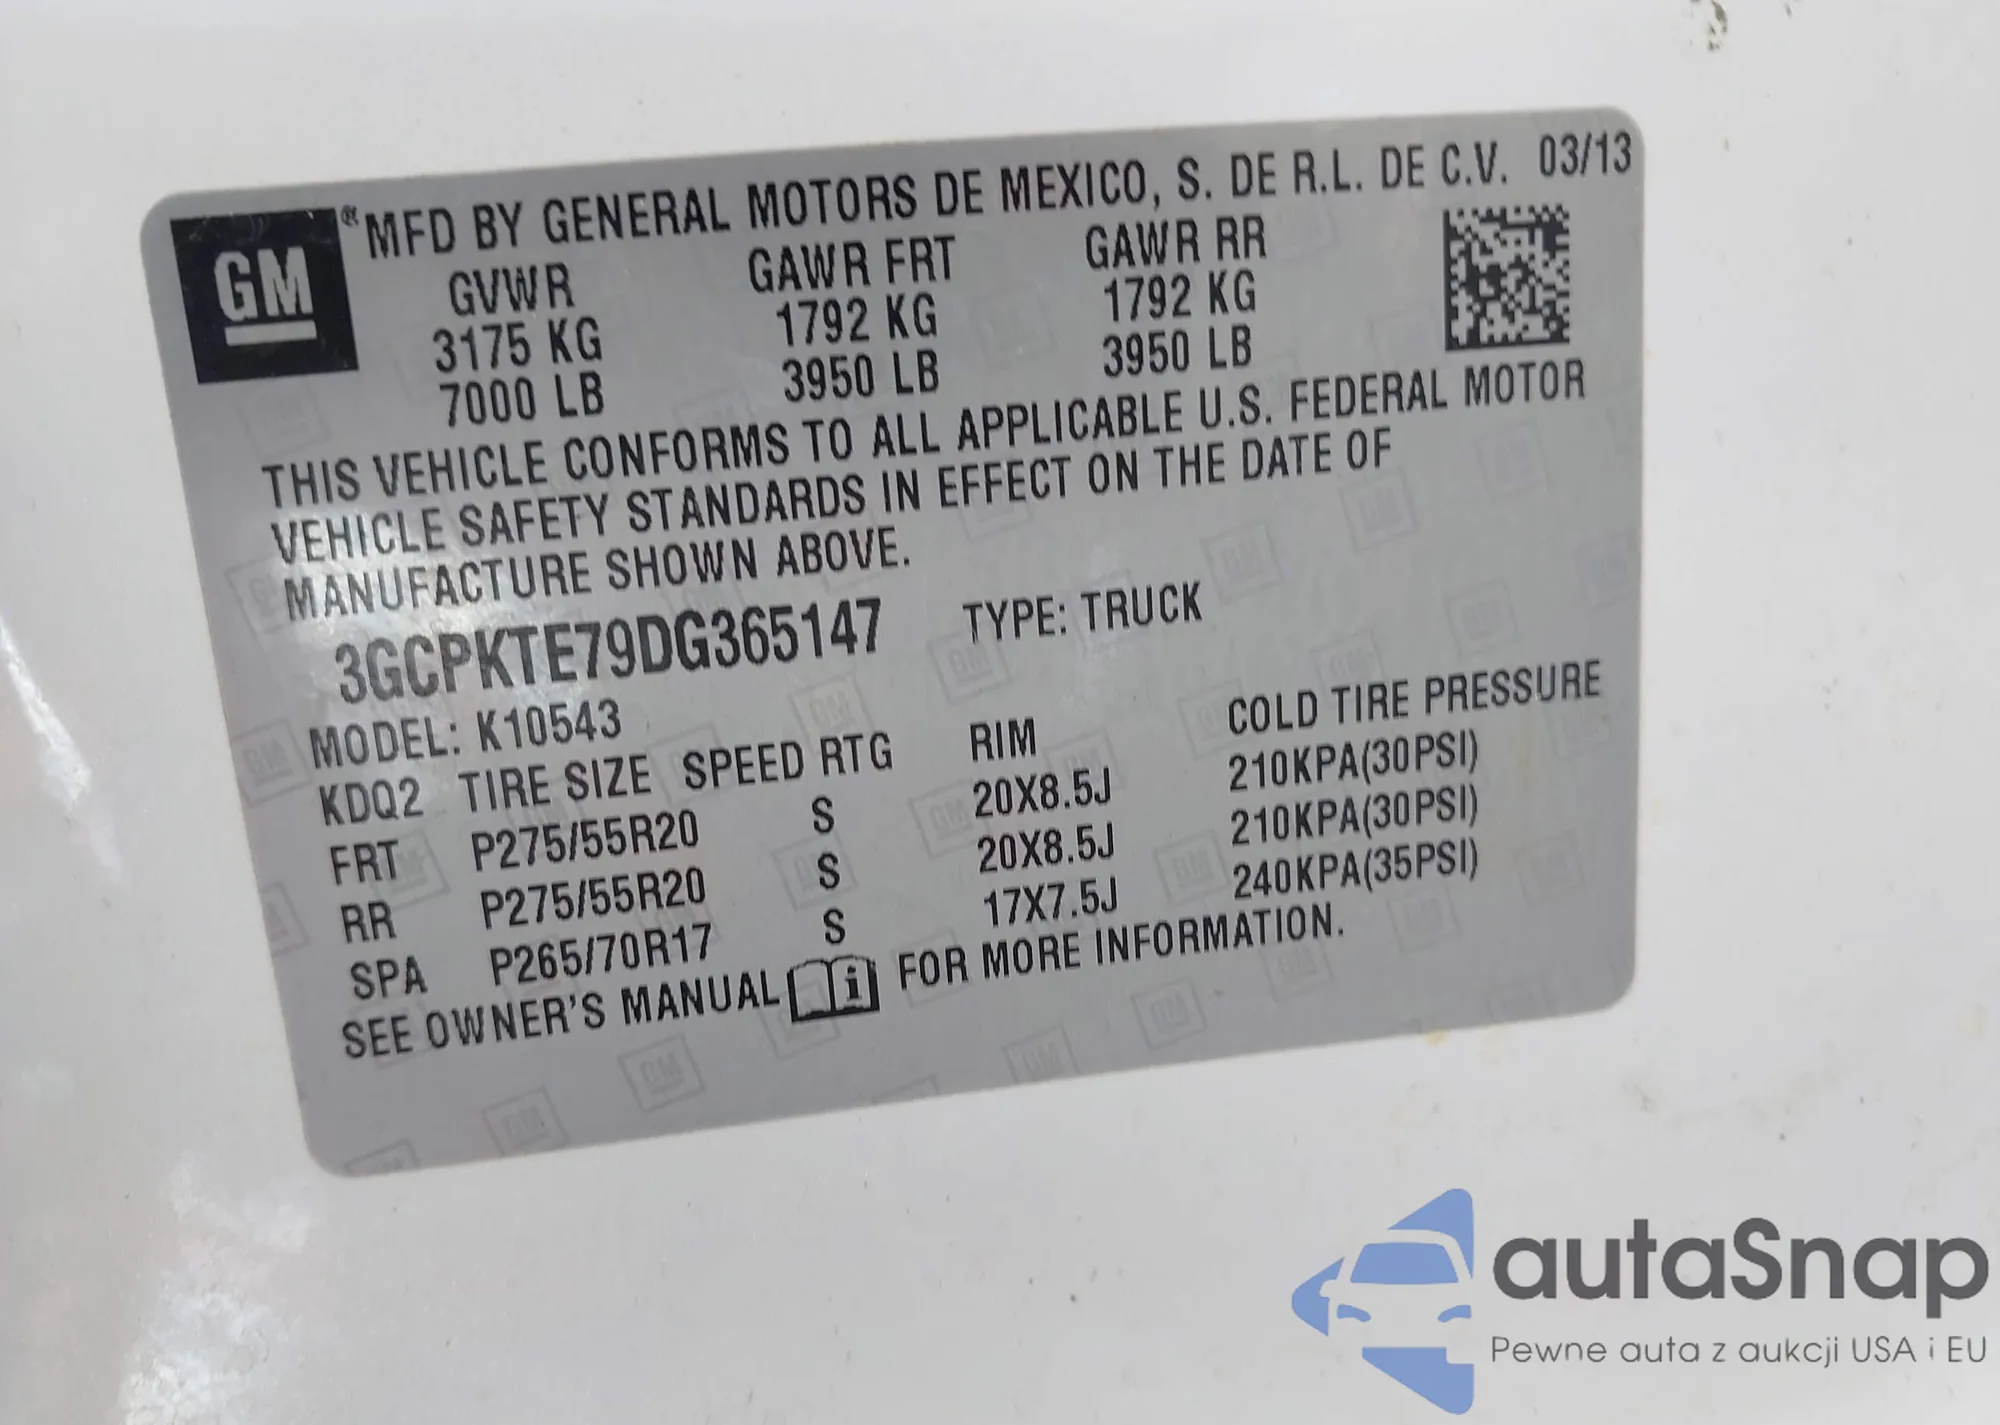 GM
® MFD BY GENERAL MOTORS DE MEXICO, S. DE R.L. DE C.V. 03/13
GVWR GAWR FRT GAWR RR
3175 KG 1792 KG 1792 KG
7000 LB 3950 LB 3950 LB
THIS VEHICLE CONFORMS TO ALL APPLICABLE U.S. FEDERAL MOTOR
VEHICLE SAFETY STANDARDS IN EFFECT ON THE DATE OF
MANUFACTURE SHOWN ABOVE.
3GCPKTE79DG365147 TYPE: TRUCK
MODEL: K10543
KDQ2 TIRE SIZE SPEED RTG RIM COLD TIRE PRESSURE
FRT P275/55R20 S 20X8.5J 210KPA(30PSI)
RR P275/55R20 S 20X8.5J 210KPA(30PSI)
SPA P265/70R17 S 17X7.5J 240KPA(35PSI)
SEE OWNER'S MANUAL i FOR MORE INFORMATION.
autaSnap
Pewne auta z aukcji USA i EU